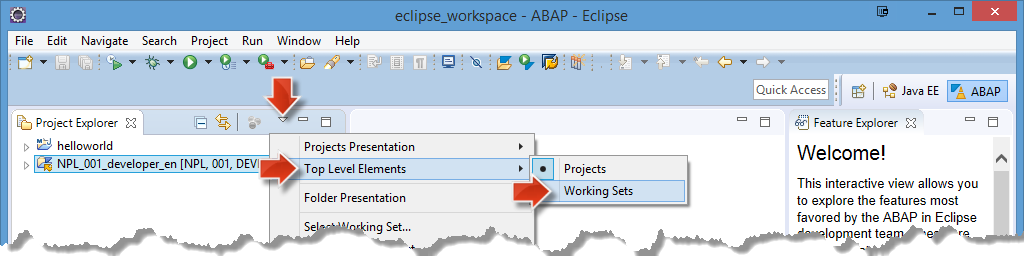 eclipse_workspace - ABAP - Eclipse
File Edit Navigate Search Project Run Window Help
Quick Access
Java EE
ABAP
Project Explorer
helloworld
NPL_001_developer_en [NPL, 001, DEVE
Projects Presentation
Top Level Elements
Folder Presentation
Select Working Set...
Projects
Working Sets
Feature Explorer
Welcome!
This interactive view allows you
to explore the features most
favored by the ABAP in Eclipse
development team